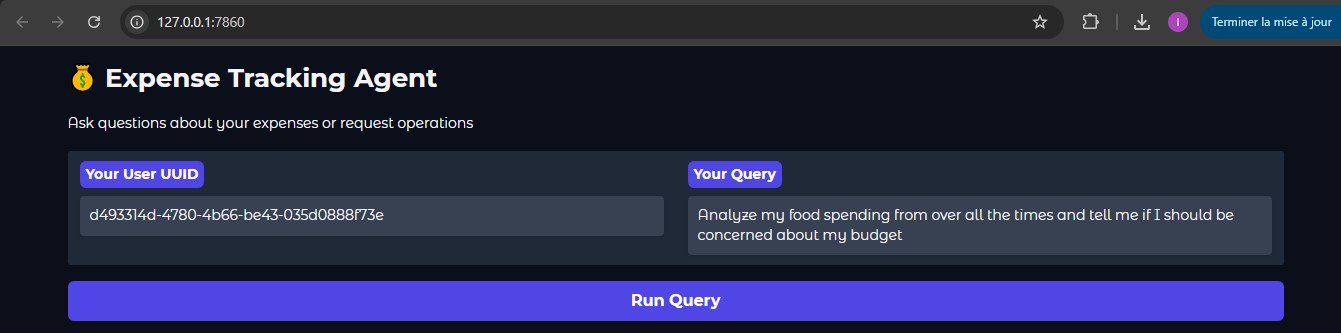 127.0.0.1:7860
I
Terminer la mise à jour
Expense Tracking Agent
Ask questions about your expenses or request operations
Your User UUID
d493314d-4780-4b66-be43-035d0888f73e
Your Query
Analyze my food spending from over all the times and tell me if I should be
concerned about my budget
Run Query